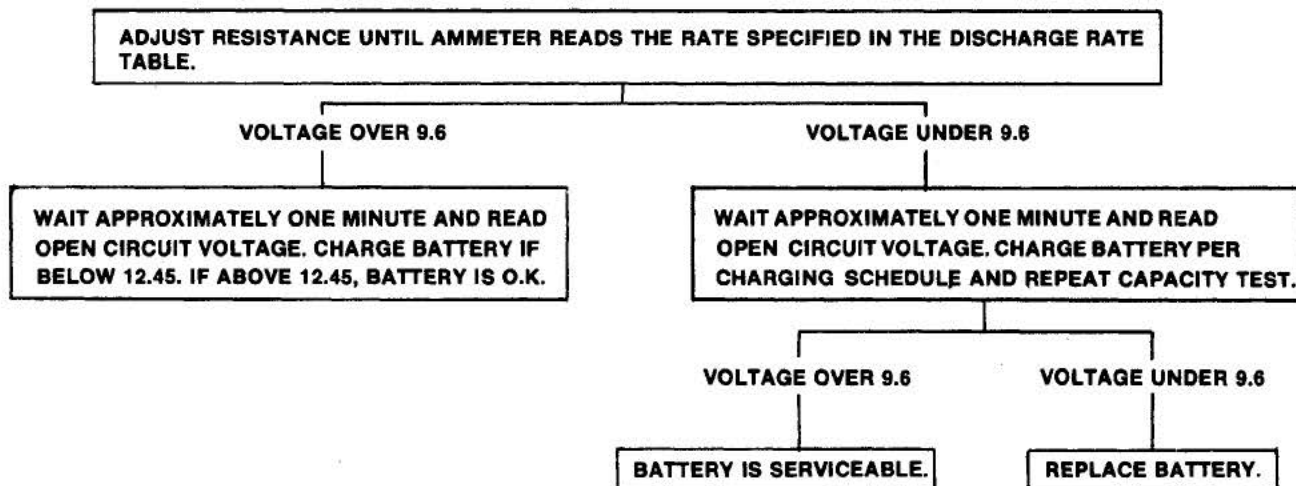 ADJUST RESISTANCE UNTIL AMMETER READS THE RATE SPECIFIED IN THE DISCHARGE RATE
TABLE.
VOLTAGE OVER 9.6
VOLTAGE UNDER 9.6
WAIT APPROXIMATELY ONE MINUTE AND READ
OPEN CIRCUIT VOLTAGE. CHARGE BATTERY IF
BELOW 12.45. IF ABOVE 12.45, BATTERY IS O.K.
WAIT APPROXIMATELY ONE MINUTE AND READ
OPEN CIRCUIT VOLTAGE. CHARGE BATTERY PER
CHARGING SCHEDULE AND REPEAT CAPACITY TEST.
VOLTAGE OVER 9.6
VOLTAGE UNDER 9.6
BATTERY IS SERVICEABLE.
REPLACE BATTERY.